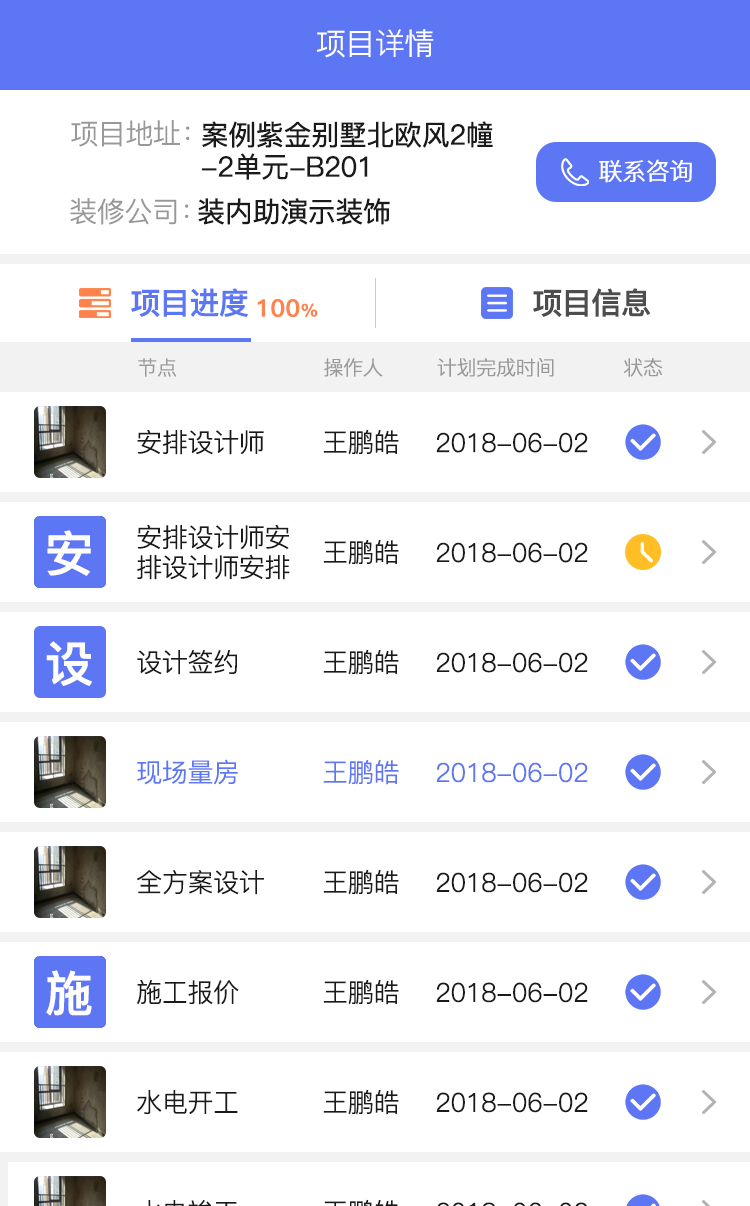 项目详情
项目地址: 案例紫金别墅北欧风2幢
-2单元-B201
联系咨询
装修公司: 装内助演示装饰
项目进度 100% 项目信息
节点 操作人 计划完成时间 状态
安排设计师 王鹏皓 2018-06-02
安 安排设计师安
排设计师安排 王鹏皓 2018-06-02
设 设计签约 王鹏皓 2018-06-02
现场量房 王鹏皓 2018-06-02
全方案设计 王鹏皓 2018-06-02
施 施工报价 王鹏皓 2018-06-02
水电开工 王鹏皓 2018-06-02